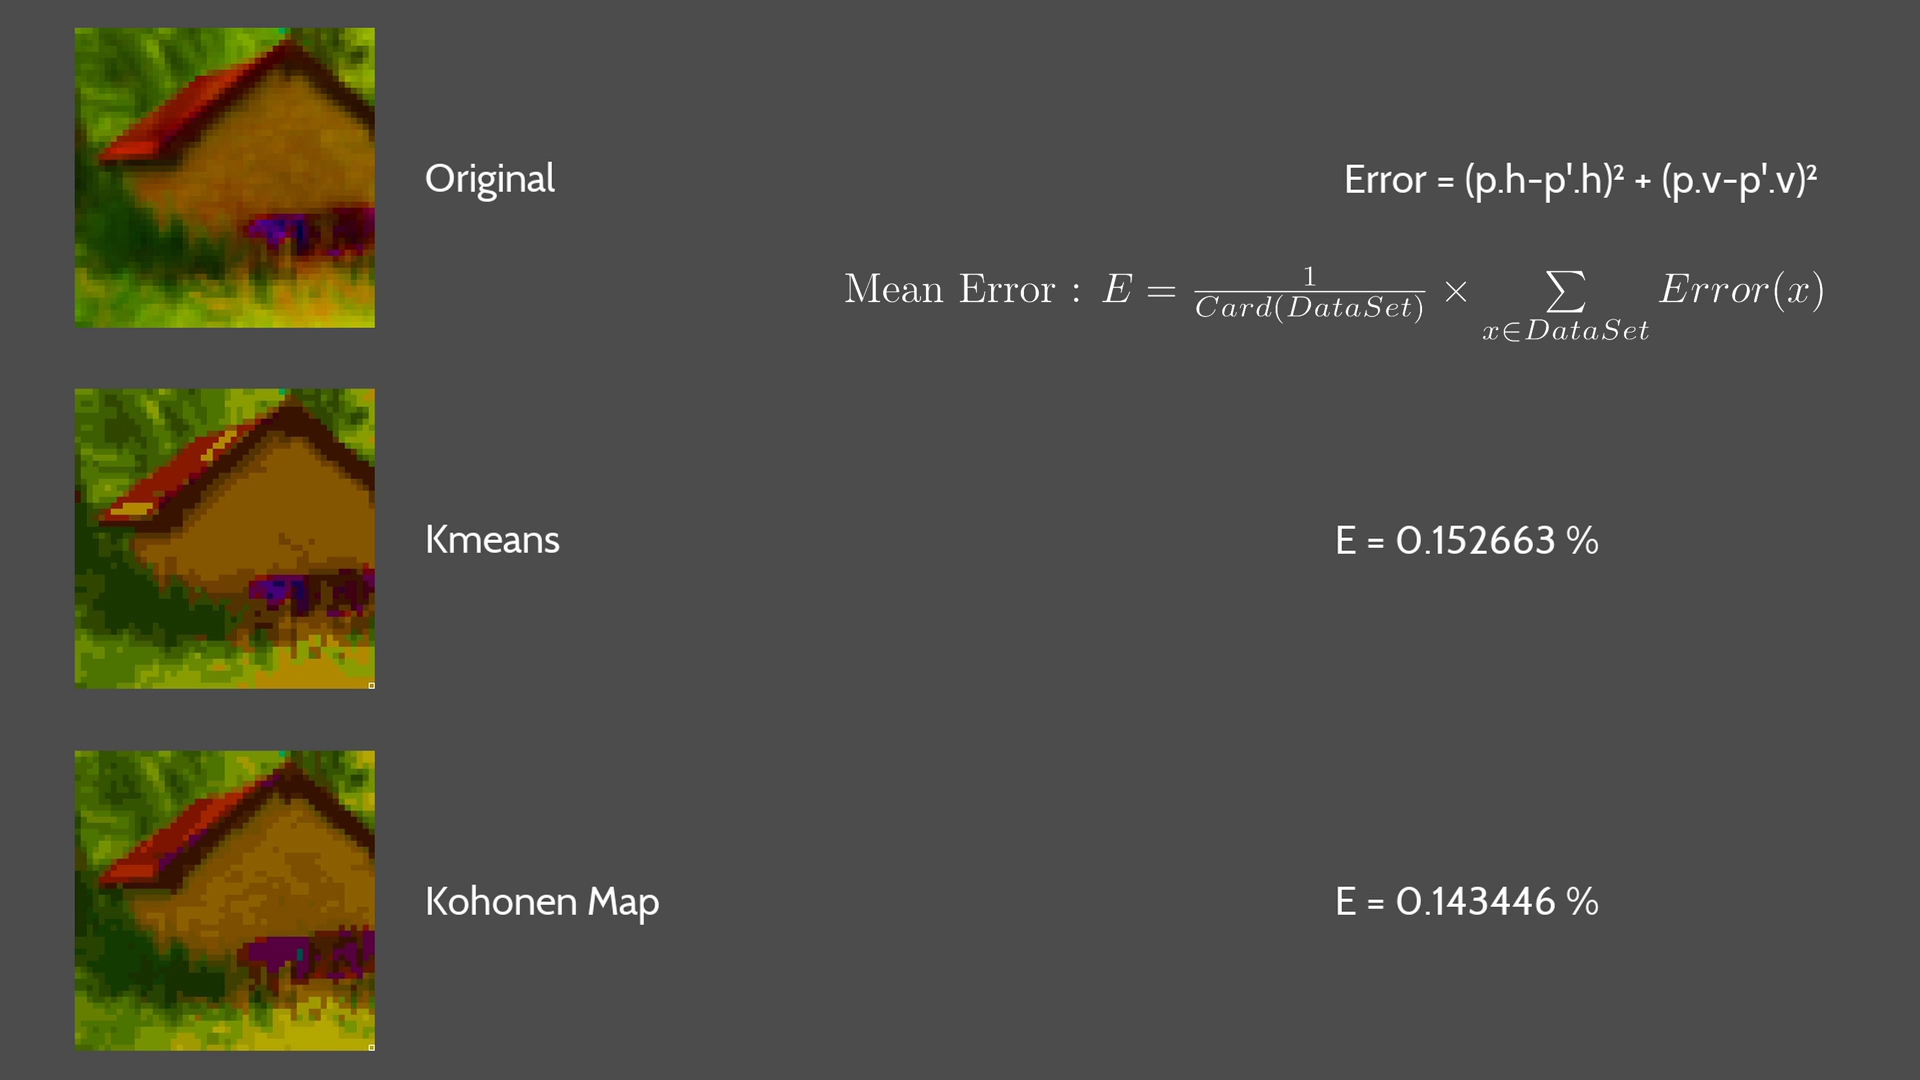 Original
Error = (p.h-p'.h)² + (p.v-p'.v)²
Mean Error : E = 1/Card(DataSet) × ∑ x∈DataSet Error(x)
Kmeans
E = 0.152663 %
Kohonen Map
E = 0.143446 %